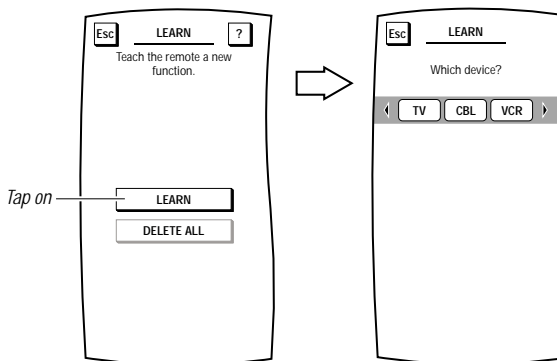 Esc LEARN ?
Teach the remote a new
function.
Tap on
LEARN
DELETE ALL
Esc LEARN
Which device?
TV CBL VCR